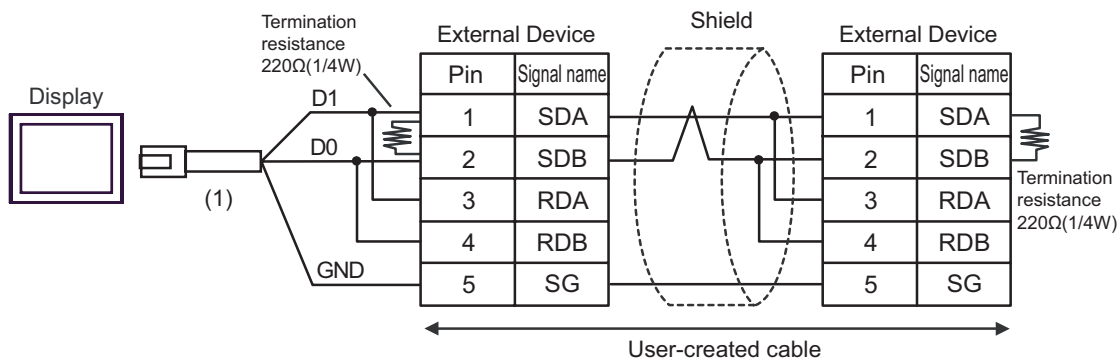 Termination
resistance
220Ω(1/4W)
Shield
External Device
External Device
Display
Pin
Signal name
Pin
Signal name
D1
1
SDA
1
SDA
D0
2
SDB
2
SDB
(1)
3
RDA
3
RDA
Termination
resistance
220Ω(1/4W)
4
RDB
4
RDB
GND
5
SG
5
SG
User-created cable